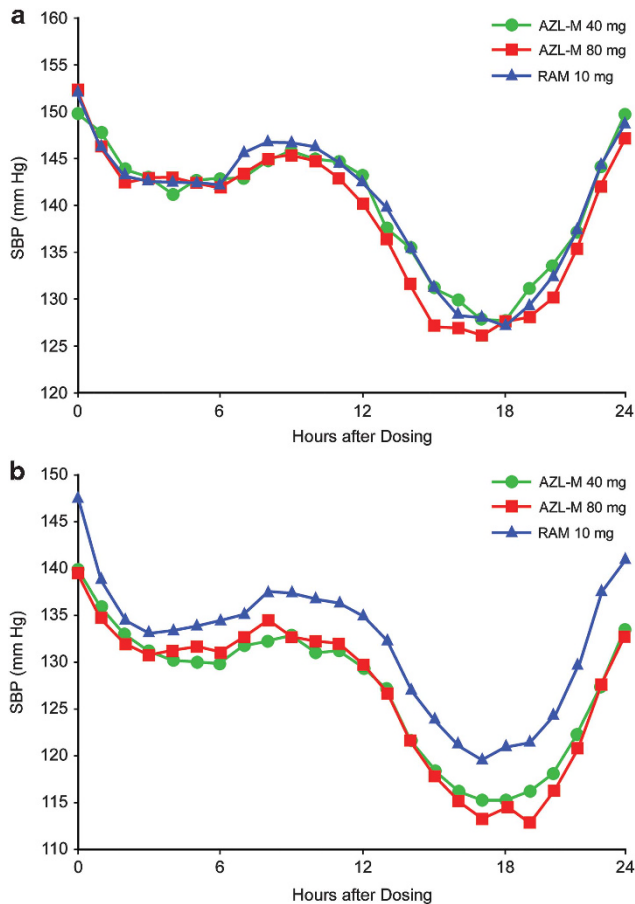 a
160
155
150
145
140
135
130
125
120
SBP (mm Hg)
0 6 12 18 24
Hours after Dosing
AZL-M 40 mg
AZL-M 80 mg
RAM 10 mg
b
150
145
140
135
130
125
120
115
110
SBP (mm Hg)
0 6 12 18 24
Hours after Dosing
AZL-M 40 mg
AZL-M 80 mg
RAM 10 mg